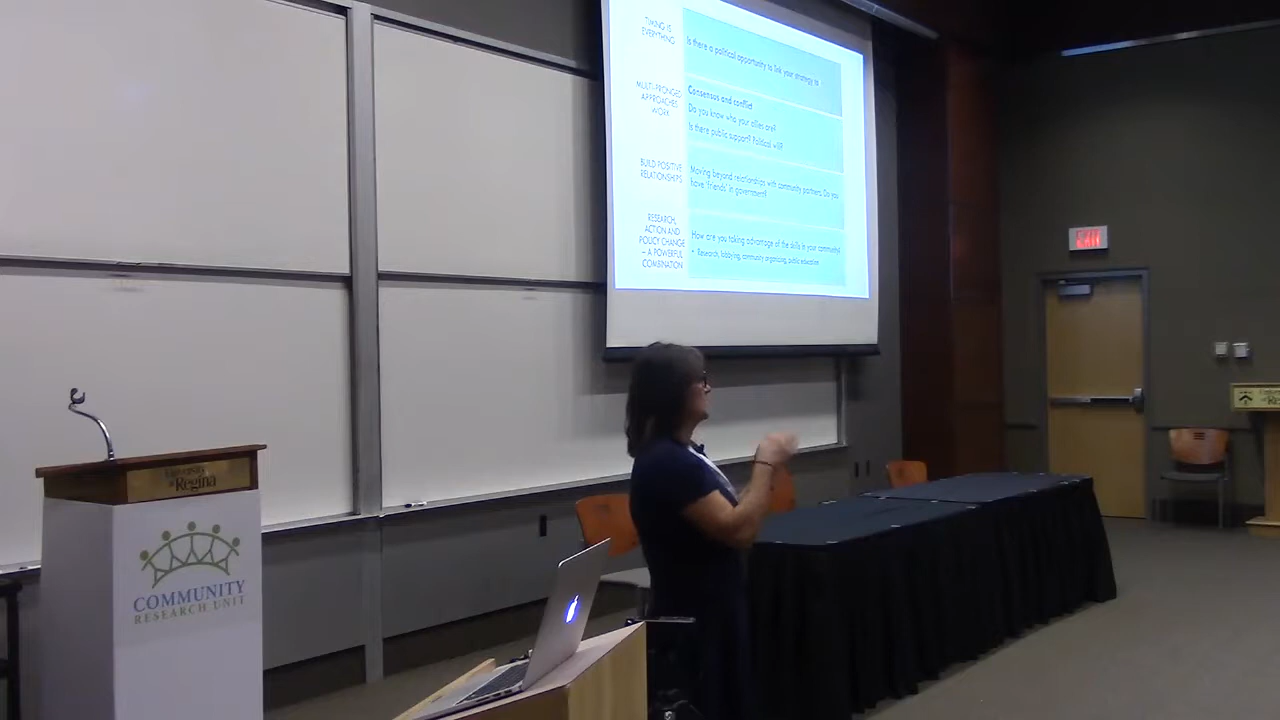 TIMING IS
EVERYTHING
Is there a political opportunity to link your strategy to
MULTI-PRONGED
APPROACHES
WORK
Consensus and conflict
Do you know who your allies are?
Is there public support? Political will?
BUILD POSITIVE
RELATIONSHIPS
Moving beyond relationships with community partners. Do you
have 'friends' in government?
RESEARCH,
ACTION AND
POLICY CHANGE
– A POWERFUL
COMBINATION
How are you taking advantage of the skills in your community?
• Research, lobbying, community organizing, public education
EXIT
University
of Regina
COMMUNITY
RESEARCH UNIT